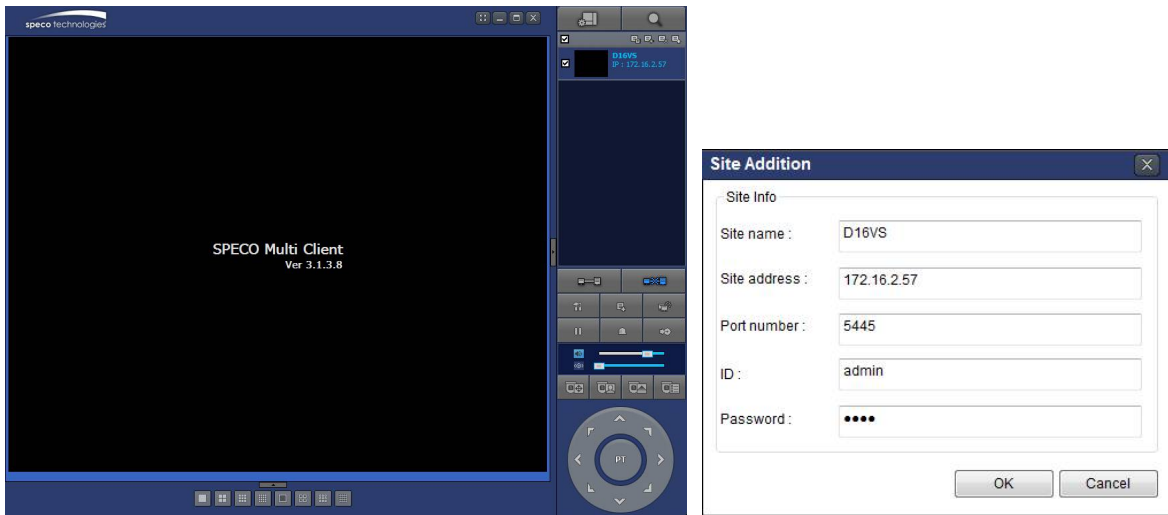 speco technologies
D16VS
IP : 172.16.2.57
SPECO Multi Client
Ver 3.1.3.8
PT
Site Addition
Site Info
Site name :
D16VS
Site address :
172.16.2.57
Port number :
5445
ID :
admin
Password :
••••
OK
Cancel